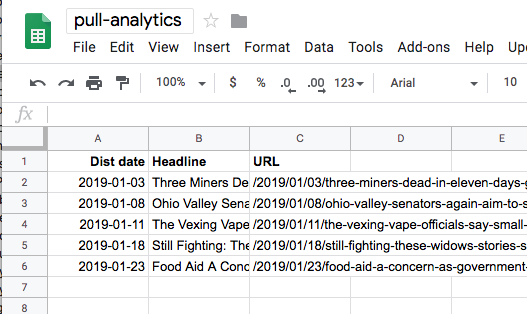 pull-analytics
File Edit View Insert Format Data Tools Add-ons Help
100% $ % .0 .00 123 Arial 10
fx
A B C D E
1 Dist date Headline URL
2 2019-01-03 Three Miners De /2019/01/03/three-miners-dead-in-eleven-days-
3 2019-01-08 Ohio Valley Sena /2019/01/08/ohio-valley-senators-again-aim-to-s
4 2019-01-11 The Vexing Vape /2019/01/11/the-vexing-vape-officials-say-small-
5 2019-01-18 Still Fighting: The /2019/01/18/still-fighting-these-widows-stories-s
6 2019-01-23 Food Aid A Conc /2019/01/23/food-aid-a-concern-as-government-
7
8